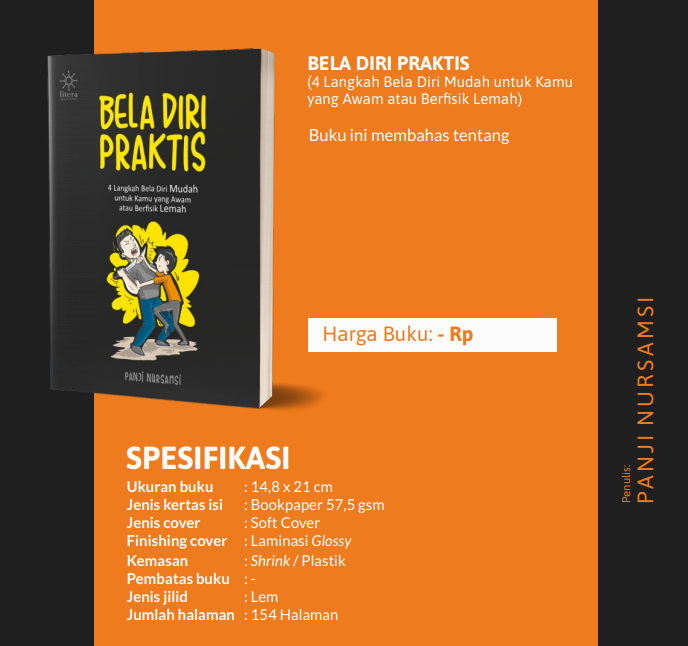 litera
BELA DIRI
PRAKTIS
4 Langkah Bela Diri Mudah
untuk Kamu yang Awam
atau Berfisik Lemah
PANJI NURSAMSI
BELA DIRI PRAKTIS
(4 Langkah Bela Diri Mudah untuk Kamu
yang Awam atau Berfisik Lemah)
Buku ini membahas tentang
Harga Buku: - Rp
Penulis:
PANJI NURSAMSI
SPESIFIKASI
Ukuran buku : 14,8 x 21 cm
Jenis kertas isi : Bookpaper 57,5 gsm
Jenis cover : Soft Cover
Finishing cover : Laminasi Glossy
Kemasan : Shrink / Plastik
Pembatas buku : -
Jenis jilid : Lem
Jumlah halaman : 154 Halaman